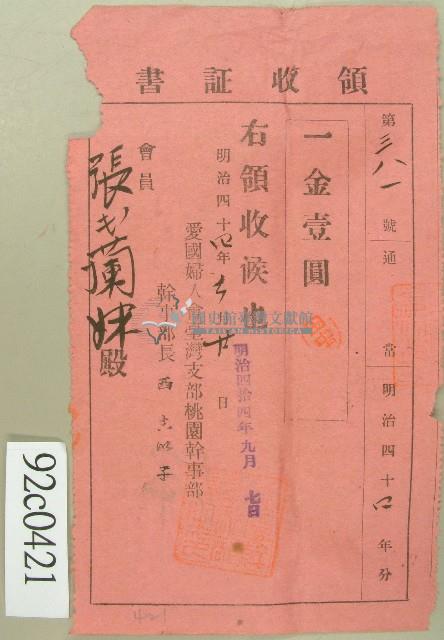 領收証書
第三八一號通常明治四十四年分
一金壹圓
右領收候也
明治四十四年 月 日
明治四拾四年九月七日
愛國婦人會臺灣支部桃園幹事部
幹事部長 西
會員
張 蘭妹殿
國史館臺灣文獻館
TAIWAN HISTORICA
92c0421
421